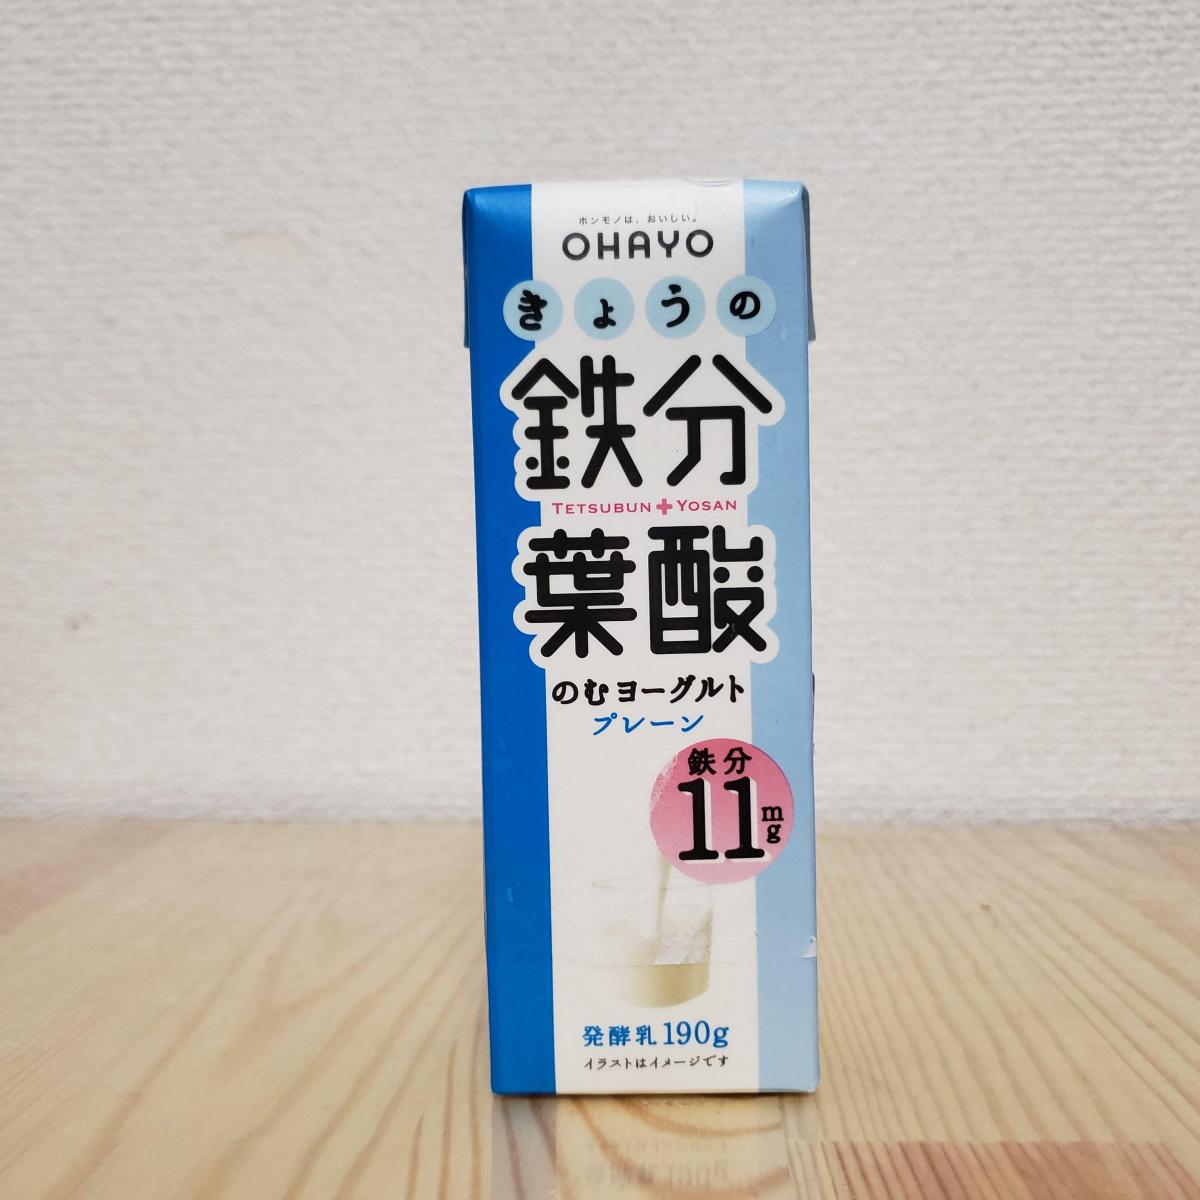 ホンモノは、おいしい。
OHAYO
きょうの
鉄分
TETSUBUN+YOSAN
葉酸
のむヨーグルト
プレーン
鉄分
11mg
発酵乳190g
イラストはイメージです